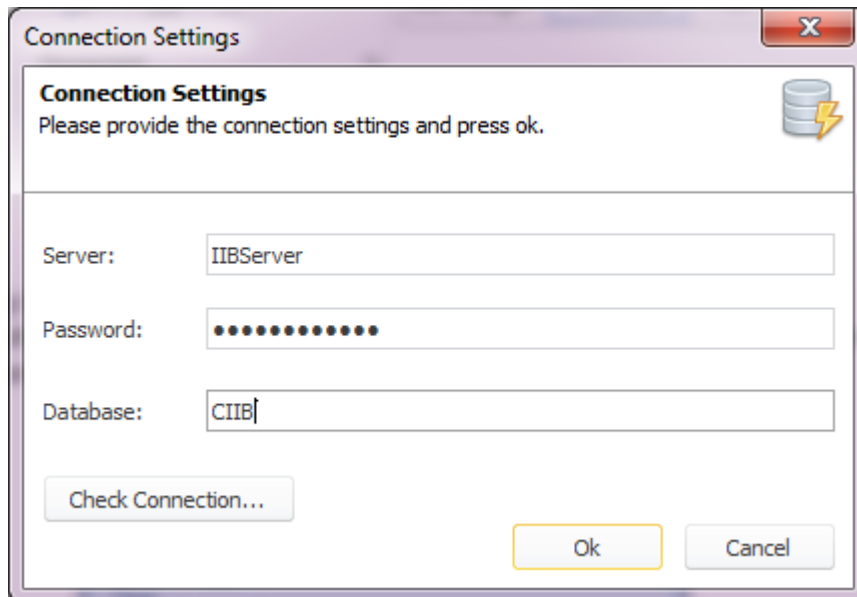 Connection Settings
Connection Settings
Please provide the connection settings and press ok.
Server: IIBServer
Password: ●●●●●●●●●●●●
Database: CIIB
Check Connection...
Ok Cancel